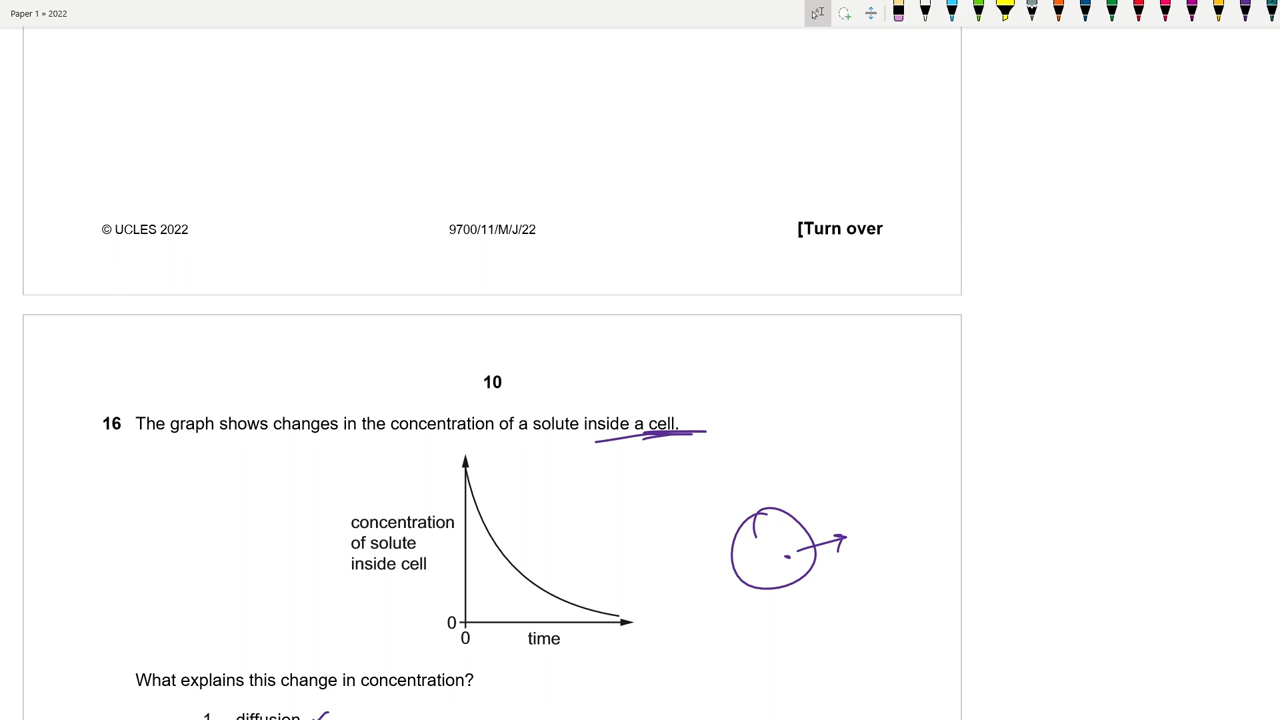 Paper 1 » 2022
© UCLES 2022 9700/11/M/J/22 [Turn over
10
16 The graph shows changes in the concentration of a solute inside a cell.
concentration
of solute
inside cell
0
0 time
What explains this change in concentration?
1 diffusion